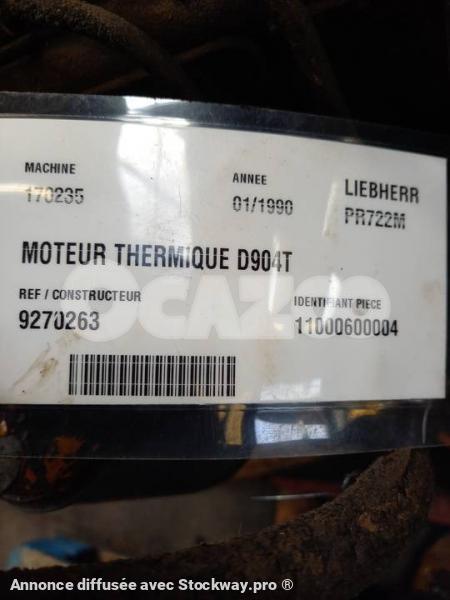 MACHINE
170235
ANNEE
01/1990
LIEBHERR
PR722M
MOTEUR THERMIQUE D904T
REF / CONSTRUCTEUR
9270263
IDENTIFIANT PIECE
11000600004
OCAZOO
Annonce diffusée avec Stockway.pro ®